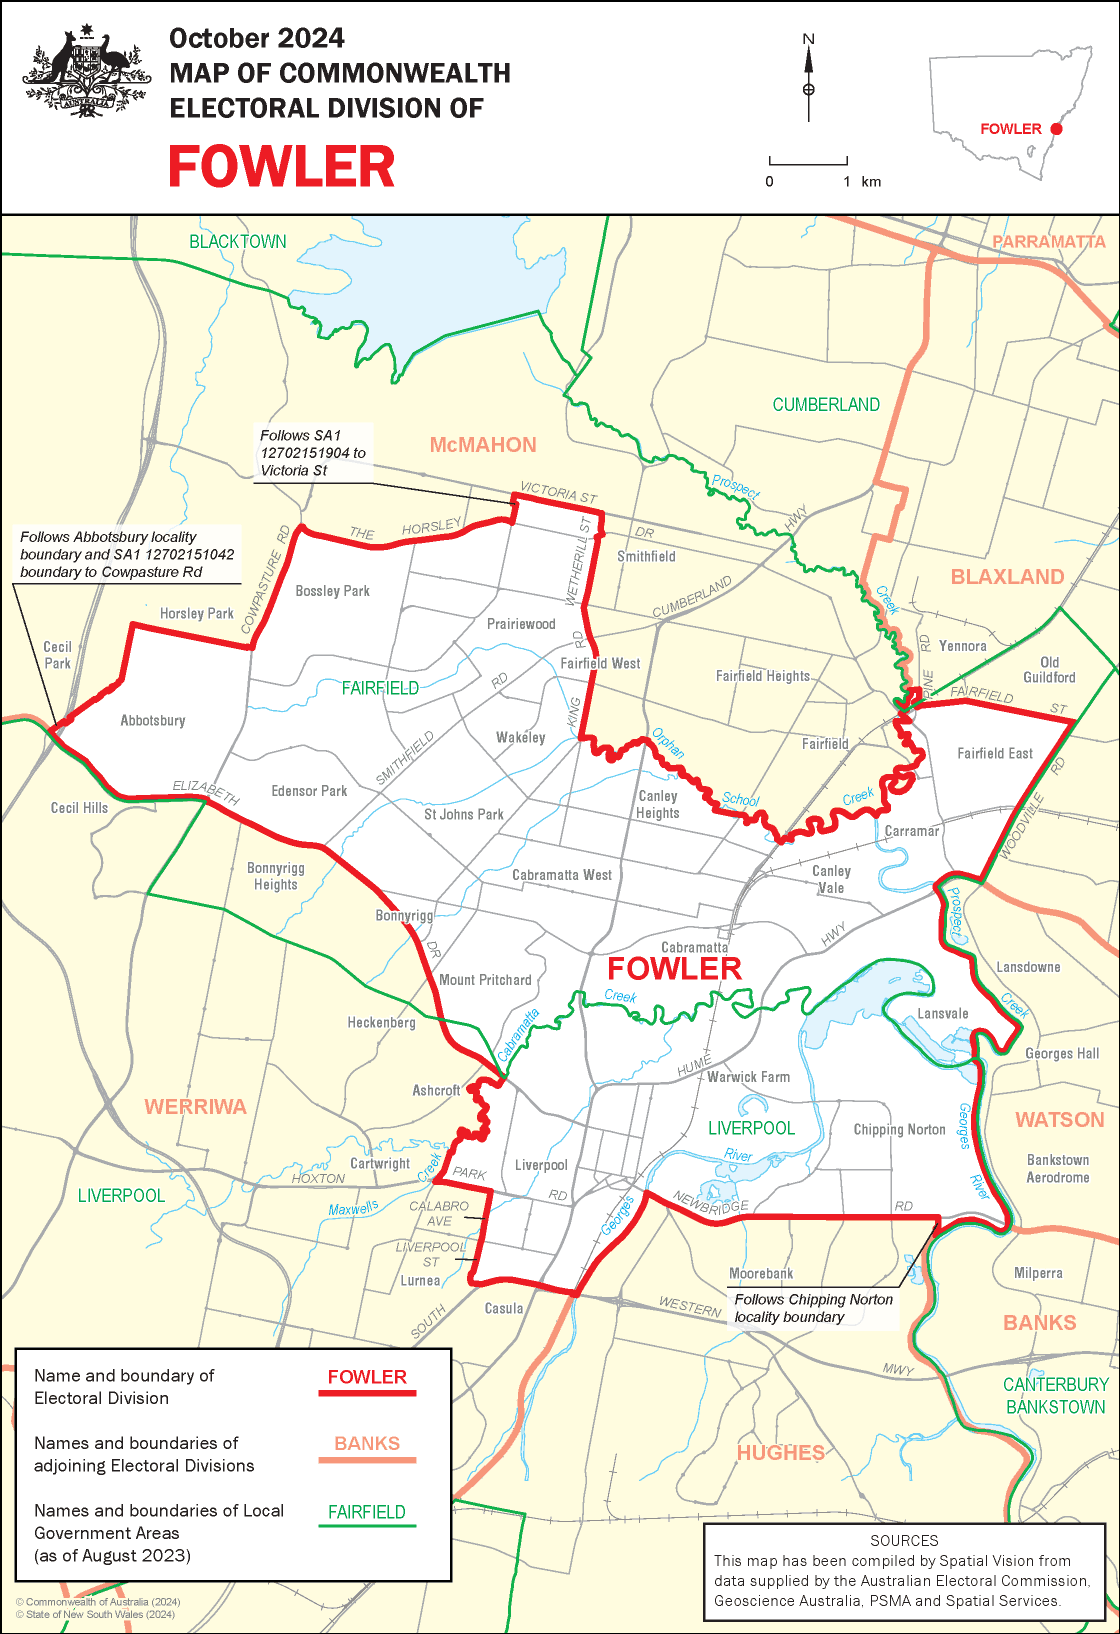 October 2024
MAP OF COMMONWEALTH
ELECTORAL DIVISION OF
FOWLER
AUSTRALIA
N
0 1 km
FOWLER
BLACKTOWN
PARRAMATTA
CUMBERLAND
Follows SA1
12702151904 to
Victoria St
McMAHON
Prospect
VICTORIA ST
HWY
Follows Abbotsbury locality
boundary and SA1 12702151042
boundary to Cowpasture Rd
COWPASTURE RD
THE HORSLEY
DR
WETHERILL ST
Smithfield
BLAXLAND
Bossley Park
CUMBERLAND
Creek
Horsley Park
Prairiewood
Cecil
Park
RD
Fairfield West
PINE RD
Yennora
Old
Guildford
FAIRFIELD
RD
Fairfield Heights
FAIRFIELD ST
Abbotsbury
KING
Wakeley
Orphan
Fairfield
Fairfield East
SMITHFIELD
RD
ELIZABETH
Edensor Park
Cecil Hills
St Johns Park
Canley
Heights
School
Creek
WOODVILLE
Carramar
Bonnyrigg
Heights
Cabramatta West
Canley
Vale
Bonnyrigg
Prospect
DR
Cabramatta
HWY
FOWLER
Lansdowne
Mount Pritchard
Creek
Creek
Lansvale
Heckenberg
Cabramatta
Georges Hall
HUME
Ashcroft
Warwick Farm
WERRIWA
WATSON
LIVERPOOL
Chipping Norton
Georges
Cartwright
Creek
Liverpool
River
Bankstown
Aerodrome
HOXTON
PARK
RD
LIVERPOOL
Maxwells
CALABRO
AVE
Georges
NEWBRIDGE
RD
River
LIVERPOOL
ST
Lurnea
Moorebank
Milperra
Casula
SOUTH
WESTERN
Follows Chipping Norton
locality boundary
BANKS
MWY
CANTERBURY
BANKSTOWN
HUGHES
Name and boundary of
Electoral Division
FOWLER
Names and boundaries of
adjoining Electoral Divisions
BANKS
Names and boundaries of Local
Government Areas
(as of August 2023)
FAIRFIELD
SOURCES
This map has been compiled by Spatial Vision from
data supplied by the Australian Electoral Commission,
Geoscience Australia, PSMA and Spatial Services.
© Commonwealth of Australia (2024)
© State of New South Wales (2024)